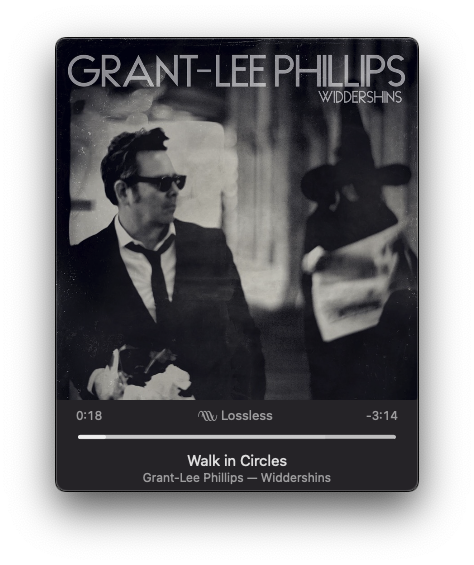 GRANT-LEE PHILLIPS
WIDDERSHINS
0:18 Lossless -3:14
Walk in Circles
Grant-Lee Phillips — Widdershins